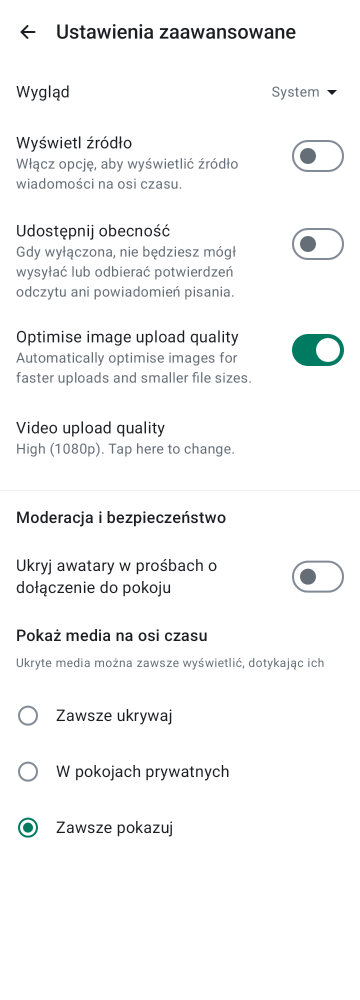 Ustawienia zaawansowane
Wygląd
System
Wyświetl źródło
Włącz opcję, aby wyświetlić źródło
wiadomości na osi czasu.
Udostępnij obecność
Gdy wyłączona, nie będziesz mógł
wysyłać lub odbierać potwierdzeń
odczytu ani powiadomień pisania.
Optimise image upload quality
Automatically optimise images for
faster uploads and smaller file sizes.
Video upload quality
High (1080p). Tap here to change.
Moderacja i bezpieczeństwo
Ukryj awatary w prośbach o
dołączenie do pokoju
Pokaż media na osi czasu
Ukryte media można zawsze wyświetlić, dotykając ich
Zawsze ukrywaj
W pokojach prywatnych
Zawsze pokazuj